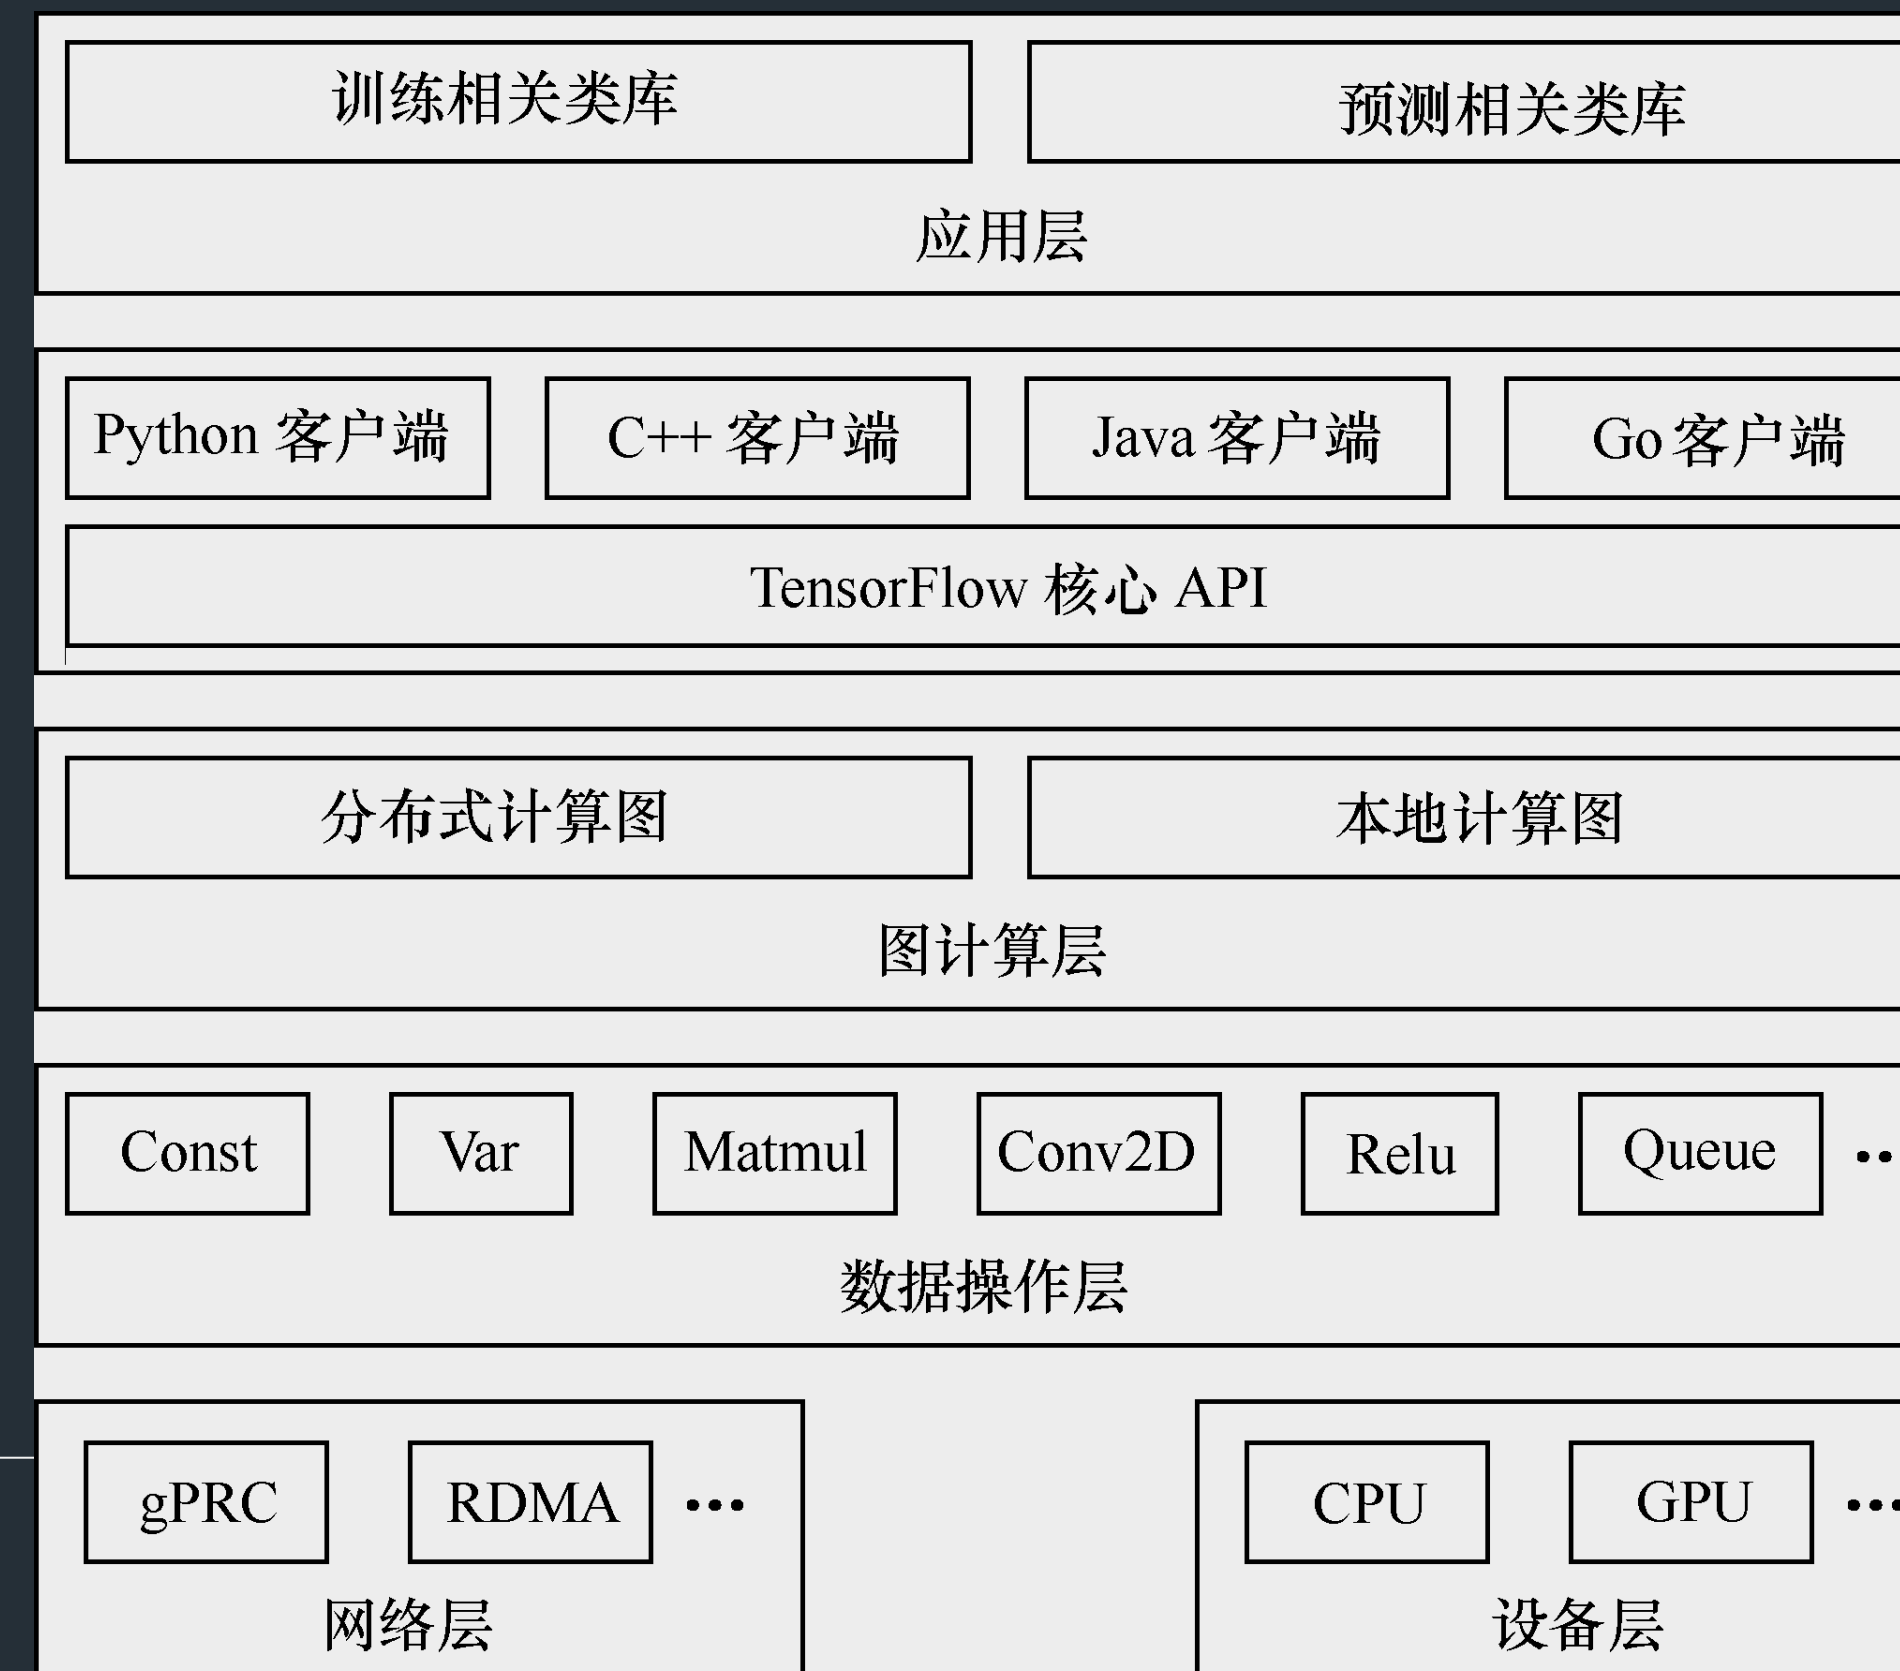 训练相关类库 预测相关类库
应用层
Python 客户端 C++ 客户端 Java 客户端 Go 客户端
TensorFlow 核心 API
分布式计算图 本地计算图
图计算层
Const Var Matmul Conv2D Relu Queue ··
数据操作层
gPRC RDMA ··· CPU GPU ···
网络层 设备层